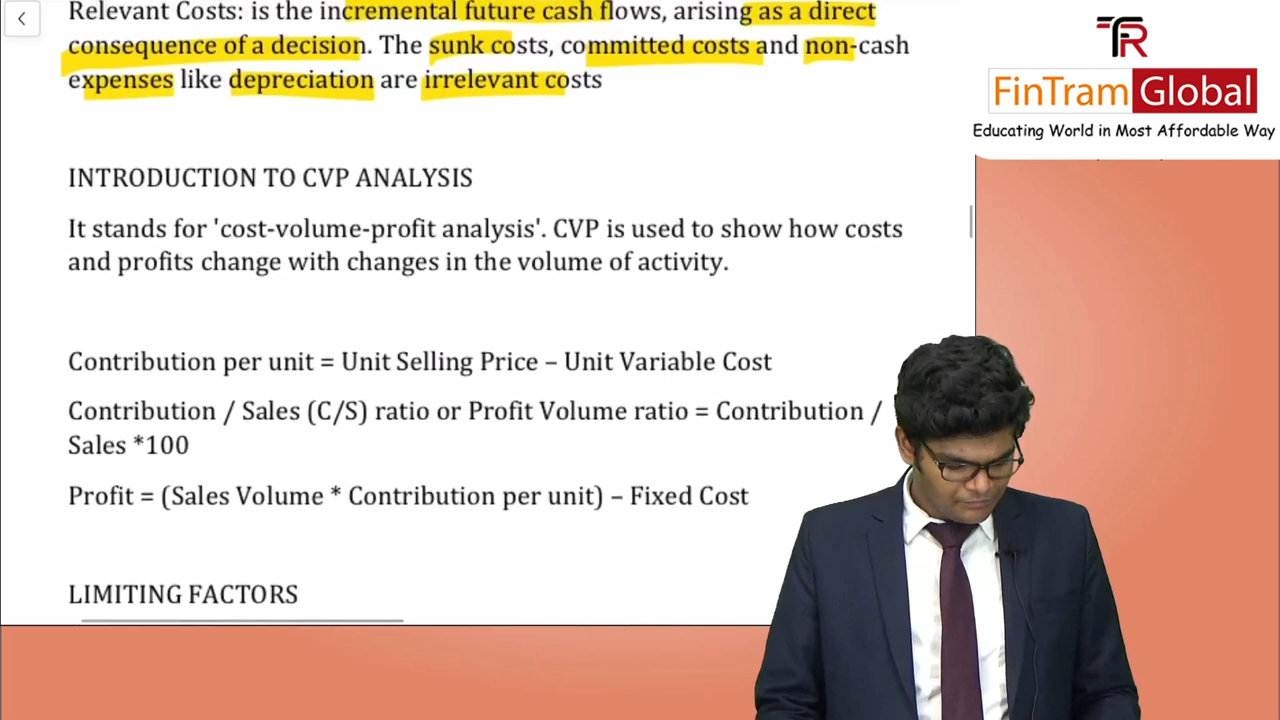 Relevant Costs: is the incremental future cash flows, arising as a direct
consequence of a decision. The sunk costs, committed costs and non-cash
expenses like depreciation are irrelevant costs
TR
FinTram Global
Educating World in Most Affordable Way
INTRODUCTION TO CVP ANALYSIS
It stands for 'cost-volume-profit analysis'. CVP is used to show how costs
and profits change with changes in the volume of activity.
Contribution per unit = Unit Selling Price – Unit Variable Cost
Contribution / Sales (C/S) ratio or Profit Volume ratio = Contribution /
Sales *100
Profit = (Sales Volume * Contribution per unit) – Fixed Cost
LIMITING FACTORS